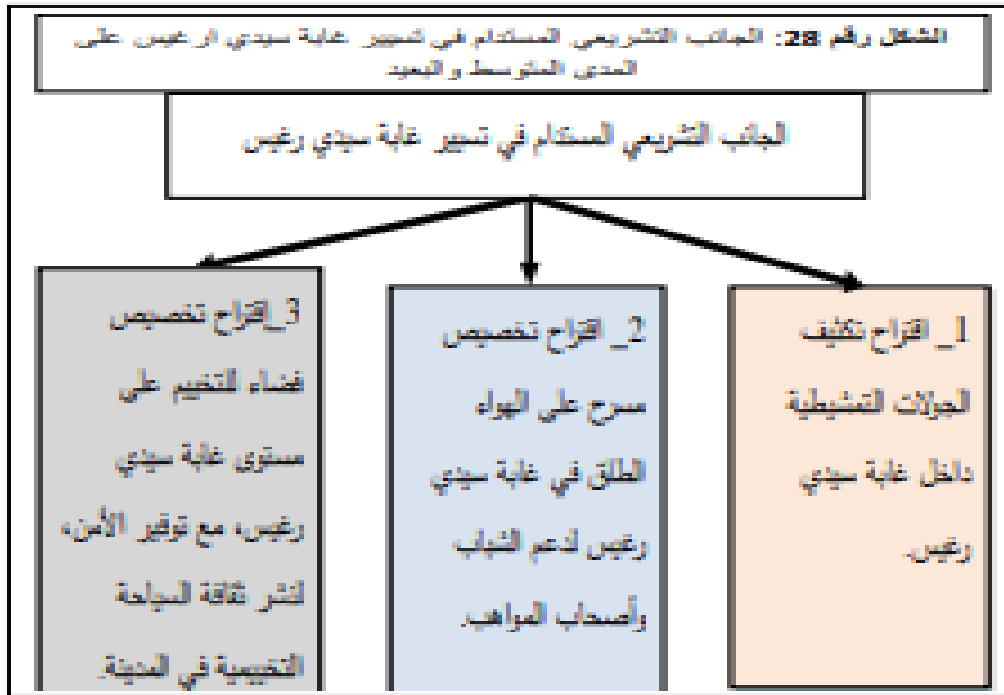 الشكل رقم 28: الجانب التشريعي المستدام في تسيير غابة سيدي ارغيس على
المدى المتوسط والبعيد
الجانب التشريعي المستدام في تسيير غابة سيدي رغيس
1_ اقتراح تكثيف
الجولات التمشيطية
داخل غابة سيدي
رغيس.
2_ اقتراح تخصيص
مسرح على الهواء
الطلق في غابة سيدي
رغيس لدعم الشباب
وأصحاب المواهب.
3_اقتراح تخصيص
فضاء للتخييم على
مستوى غابة سيدي
رغيس، مع توفير الأمن،
لنشر ثقافة السياحة
التخييمية في المدينة.